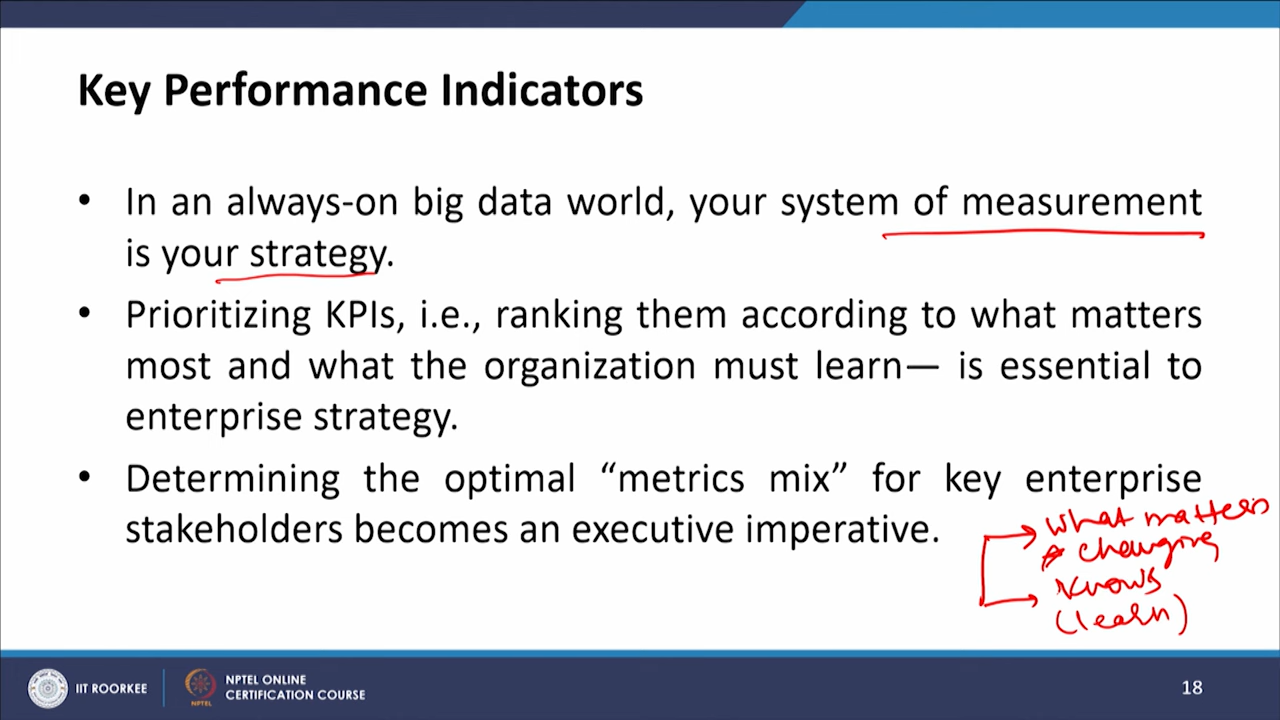 Key Performance Indicators
• In an always-on big data world, your system of measurement
is your strategy.
• Prioritizing KPIs, i.e., ranking them according to what matters
most and what the organization must learn— is essential to
enterprise strategy.
• Determining the optimal “metrics mix” for key enterprise
stakeholders becomes an executive imperative.
what matters
changing
knows
(learn)
IIT ROORKEE
NPTEL
NPTEL ONLINE
CERTIFICATION COURSE
18